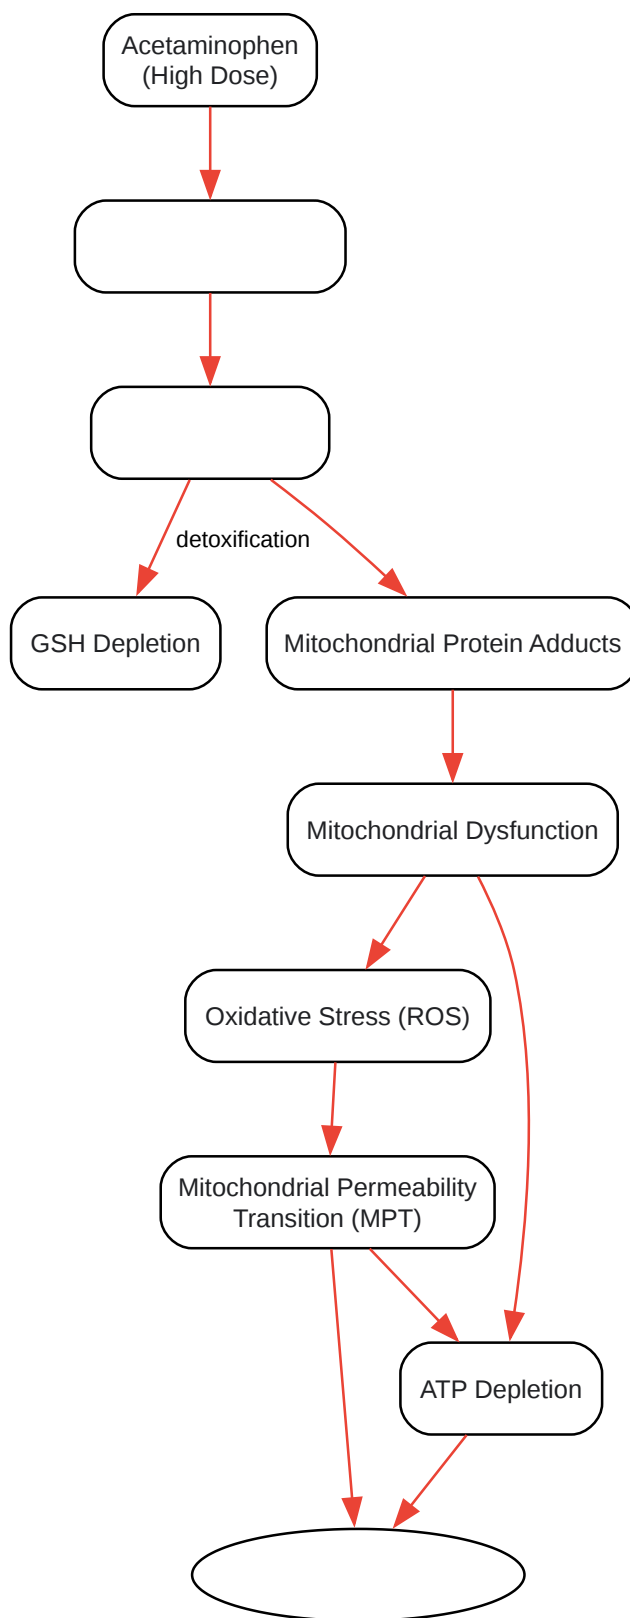 Acetaminophen
(High Dose)
detoxification
GSH Depletion
Mitochondrial Protein Adducts
Mitochondrial Dysfunction
Oxidative Stress (ROS)
Mitochondrial Permeability
Transition (MPT)
ATP Depletion